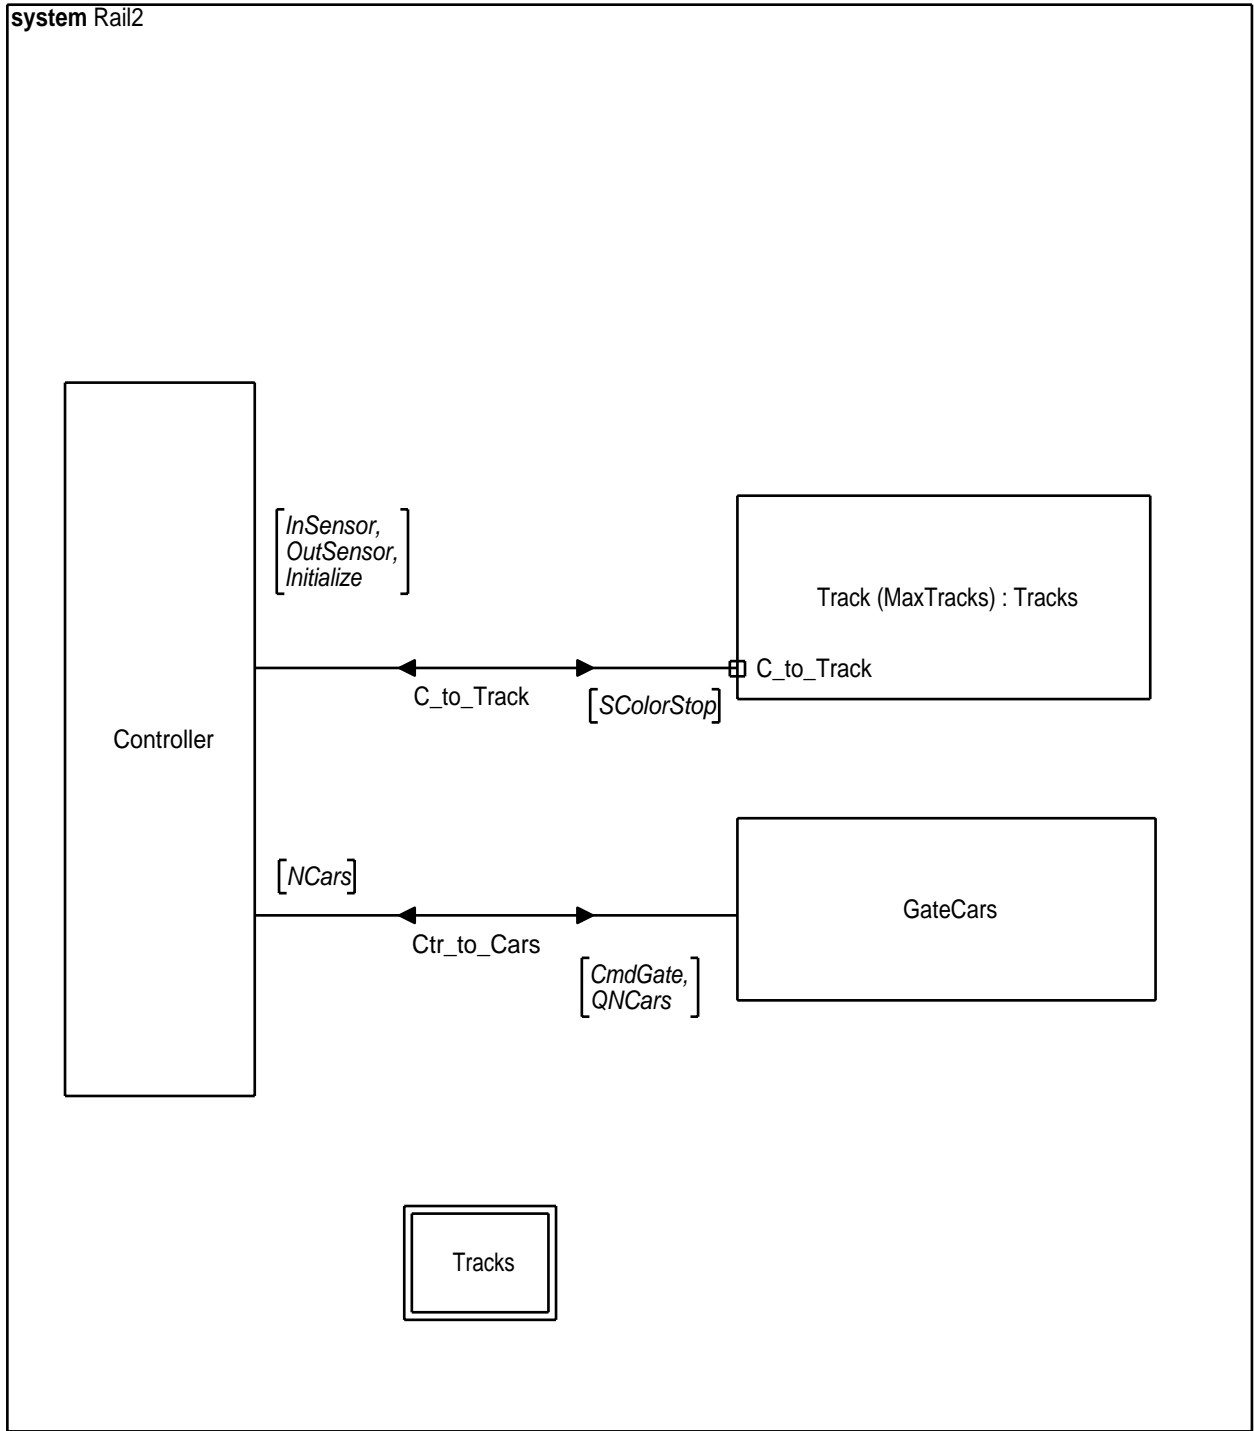 system Rail2
InSensor,
OutSensor,
Initialize
Track (MaxTracks) : Tracks
C_to_Track
C_to_Track
[SColorStop]
Controller
[NCars]
GateCars
Ctr_to_Cars
CmdGate,
QNCars
Tracks